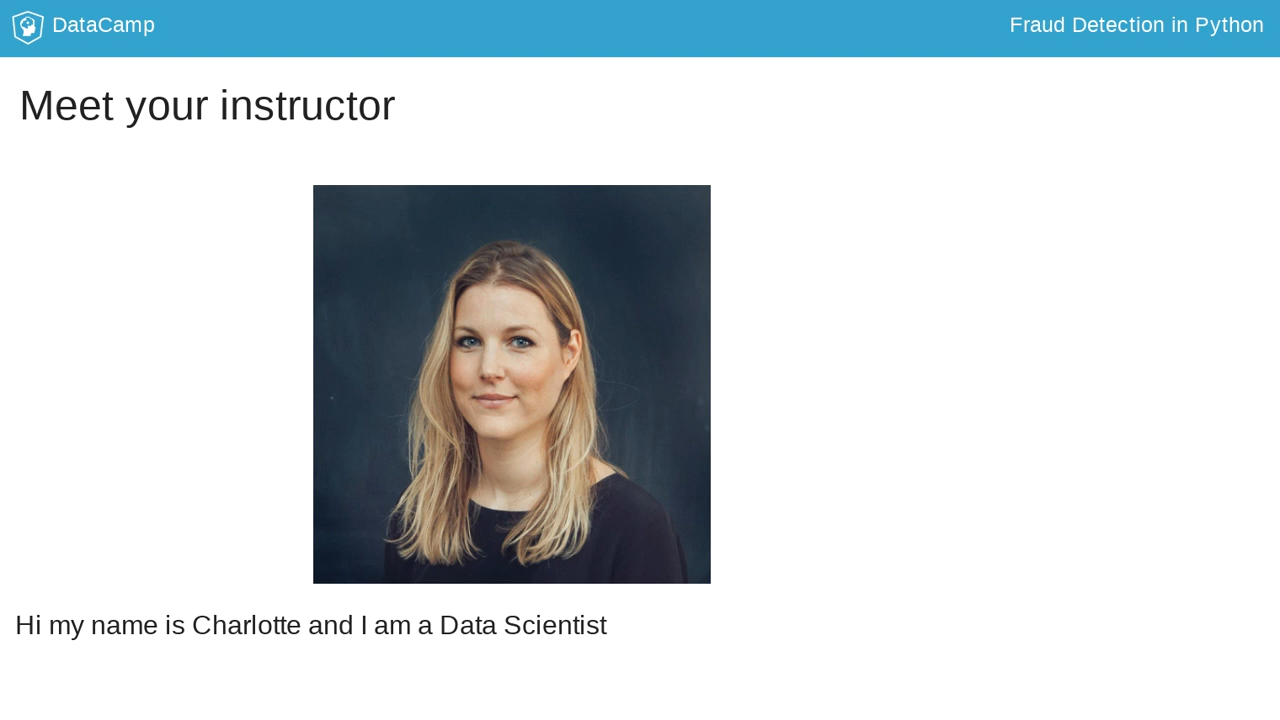 DataCamp
Fraud Detection in Python
Meet your instructor
Hi my name is Charlotte and I am a Data Scientist